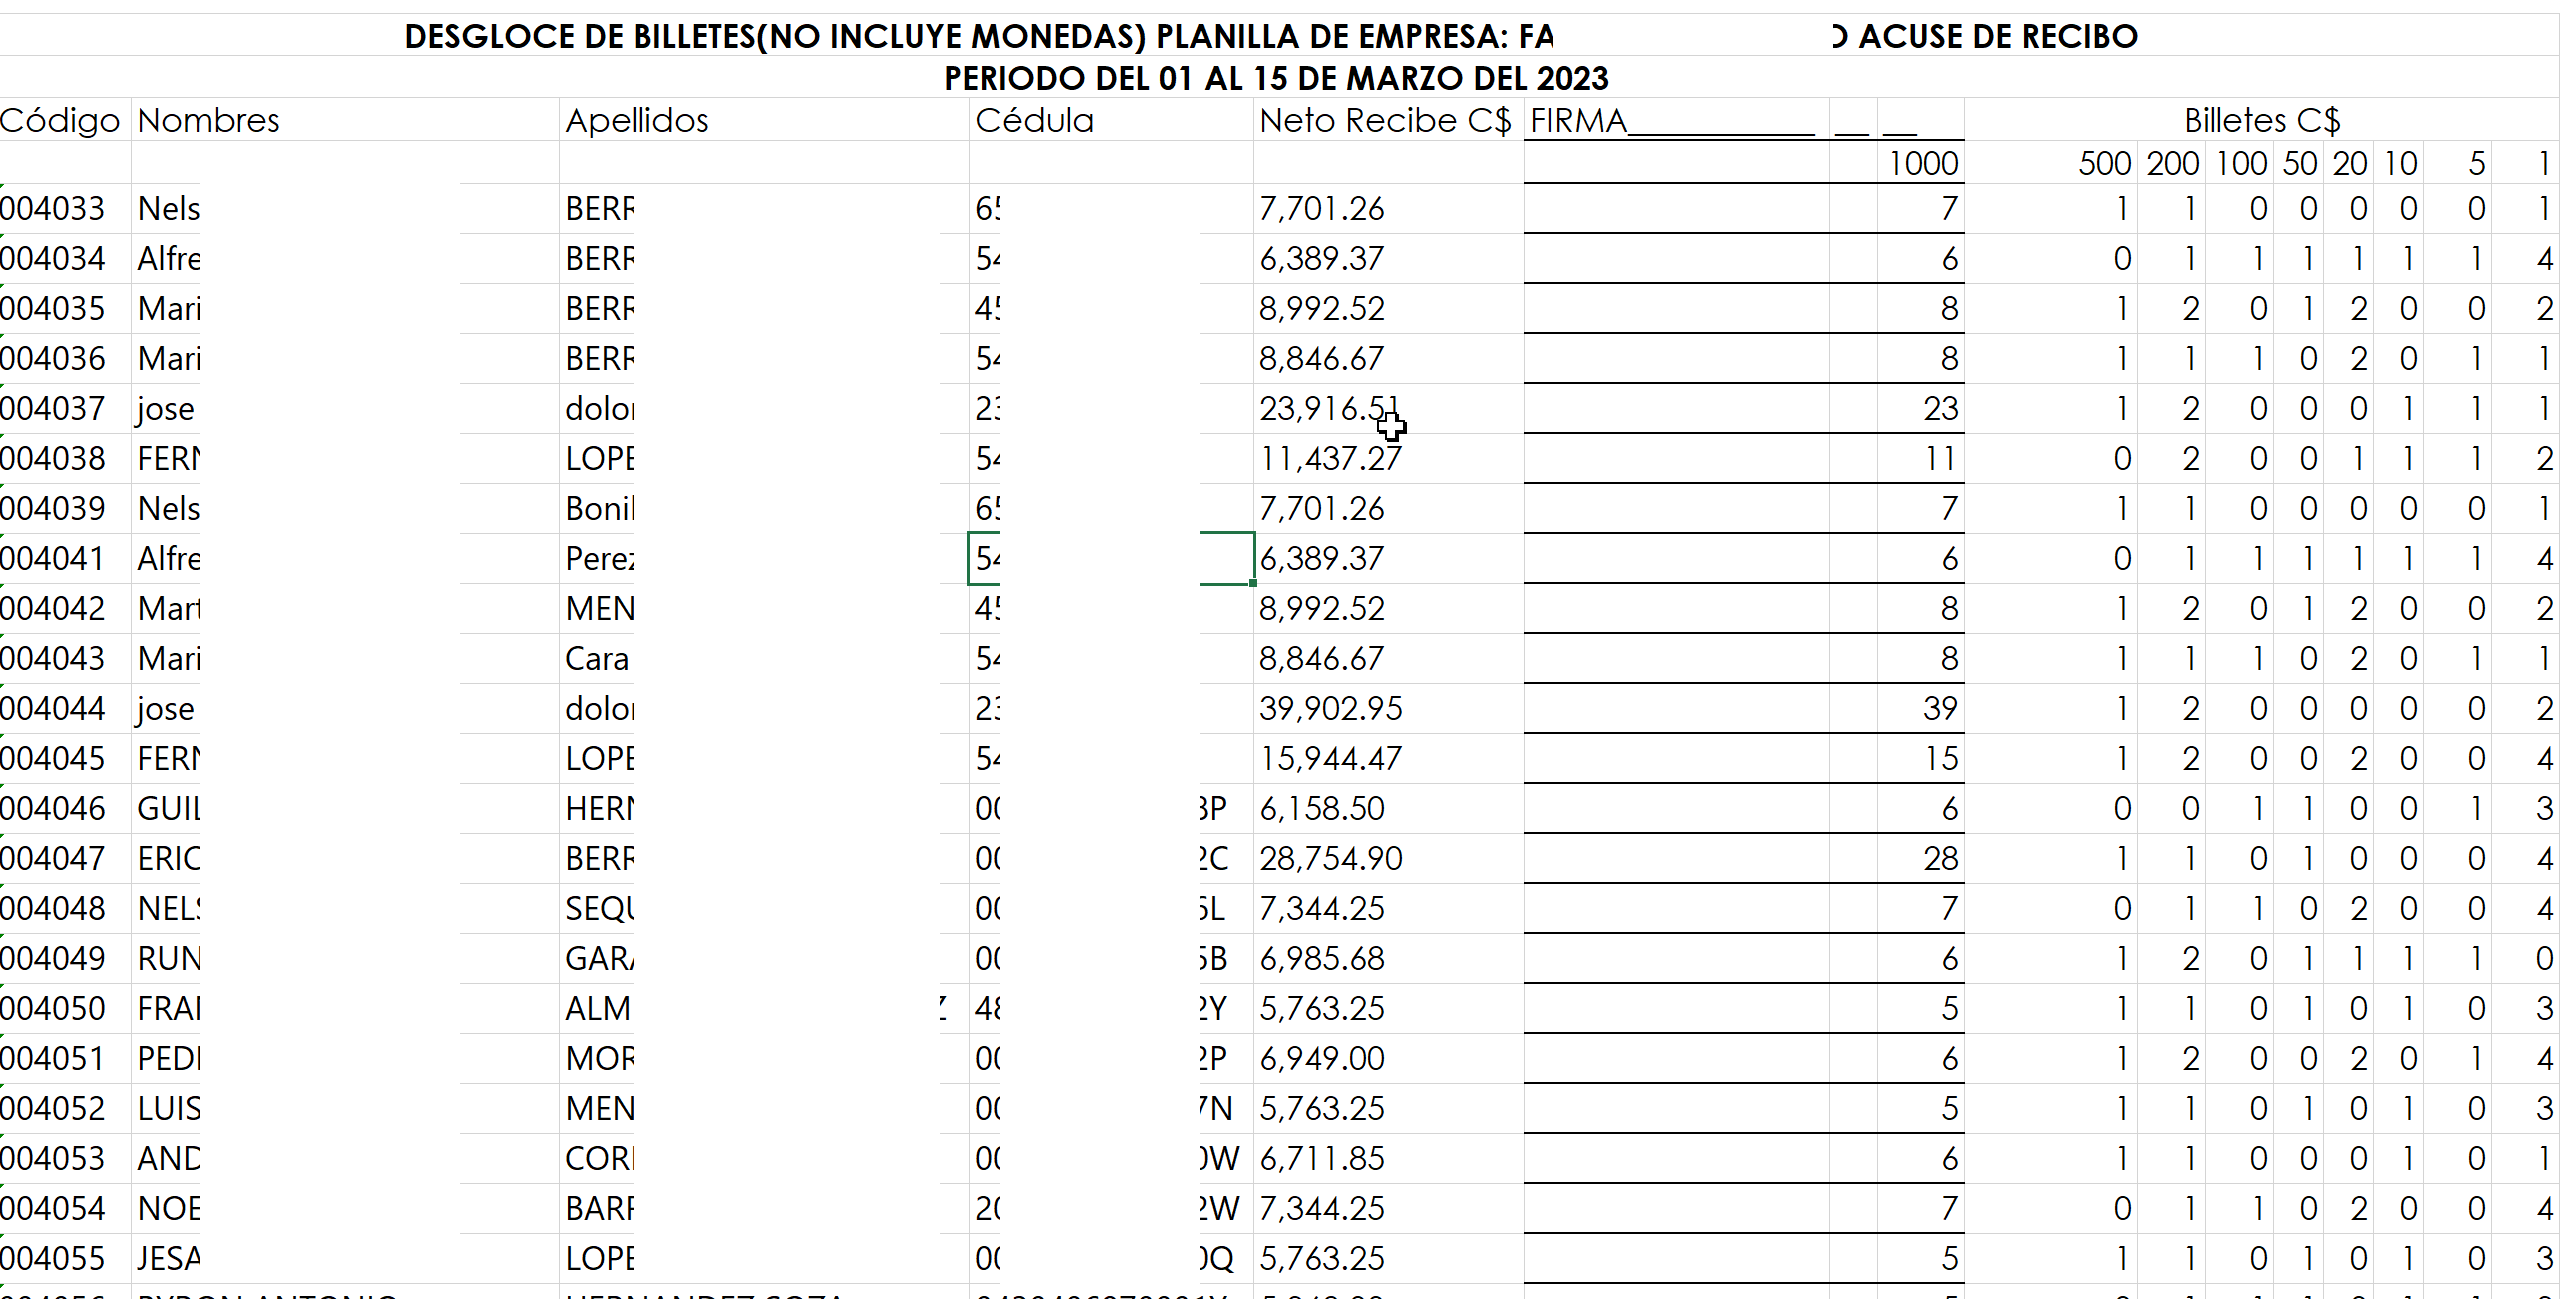 DESGLOCE DE BILLETES(NO INCLUYE MONEDAS) PLANILLA DE EMPRESA: FA ACUSE DE RECIBO
PERIODO DEL 01 AL 15 DE MARZO DEL 2023
Código Nombres Apellidos Cédula Neto Recibe C$ FIRMA___________ __ __ Billetes C$
1000 500 200 100 50 20 10 5 1
004033 Nels BERR 65 7,701.26 7 1 1 0 0 0 0 0 1
004034 Alfre BERR 54 6,389.37 6 0 1 1 1 1 1 1 4
004035 Mari BERR 45 8,992.52 8 1 2 0 1 2 0 0 2
004036 Mari BERR 54 8,846.67 8 1 1 1 0 2 0 1 1
004037 jose dolor 23 23,916.51 23 1 2 0 0 0 1 1 1
004038 FERN LOPE 54 11,437.27 11 0 2 0 0 1 1 1 2
004039 Nels Bonil 65 7,701.26 7 1 1 0 0 0 0 0 1
004041 Alfre Perez 54 6,389.37 6 0 1 1 1 1 1 1 4
004042 Mart MEN 45 8,992.52 8 1 2 0 1 2 0 0 2
004043 Mari Cara 54 8,846.67 8 1 1 1 0 2 0 1 1
004044 jose dolor 23 39,902.95 39 1 2 0 0 0 0 0 2
004045 FERN LOPE 54 15,944.47 15 1 2 0 0 2 0 0 4
004046 GUIL HERN 00 3P 6,158.50 6 0 0 1 1 0 0 1 3
004047 ERIC BERR 00 2C 28,754.90 28 1 1 0 1 0 0 0 4
004048 NELS SEQU 00 L 7,344.25 7 0 1 1 0 2 0 0 4
004049 RUN GARA 00 B 6,985.68 6 1 2 0 1 1 1 1 0
004050 FRAN ALM Z 48 2Y 5,763.25 5 1 1 0 1 0 1 0 3
004051 PED MOR 00 2P 6,949.00 6 1 2 0 0 2 0 1 4
004052 LUIS MEN 00 7N 5,763.25 5 1 1 0 1 0 1 0 3
004053 AND COR 00 0W 6,711.85 6 1 1 0 0 0 1 0 1
004054 NOE BARR 20 2W 7,344.25 7 0 1 1 0 2 0 0 4
004055 JESA LOPE 00 0Q 5,763.25 5 1 1 0 1 0 1 0 3